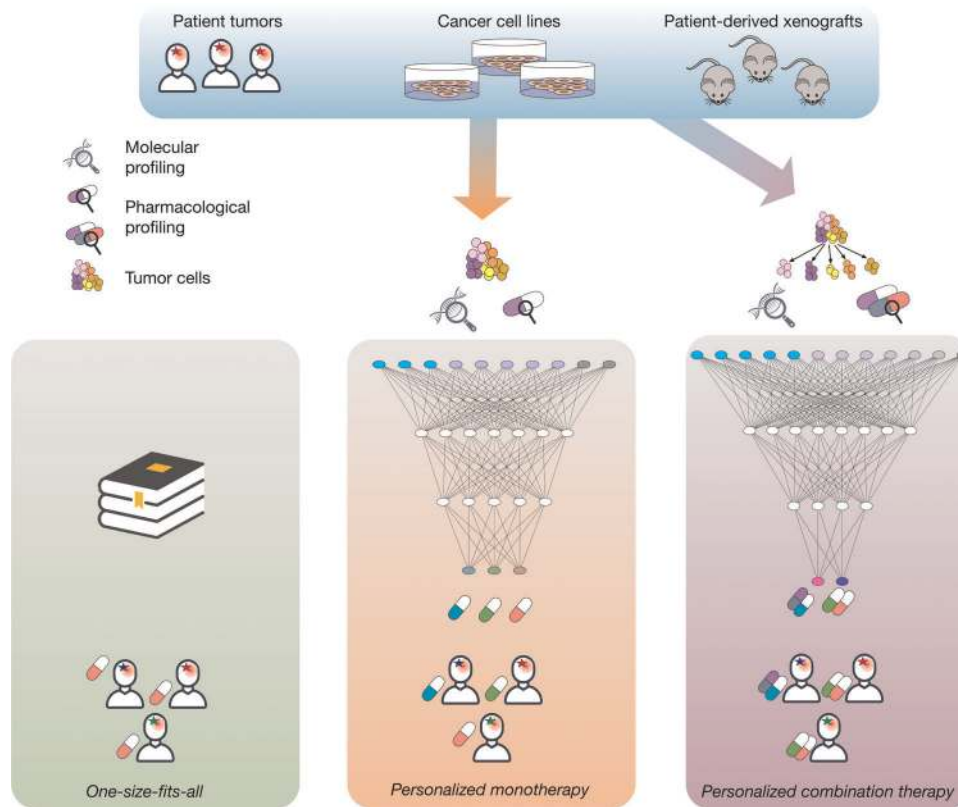 Patient tumors
Cancer cell lines
Patient-derived xenografts
Molecular
profiling
Pharmacological
profiling
Tumor cells
One-size-fits-all
Personalized monotherapy
Personalized combination therapy